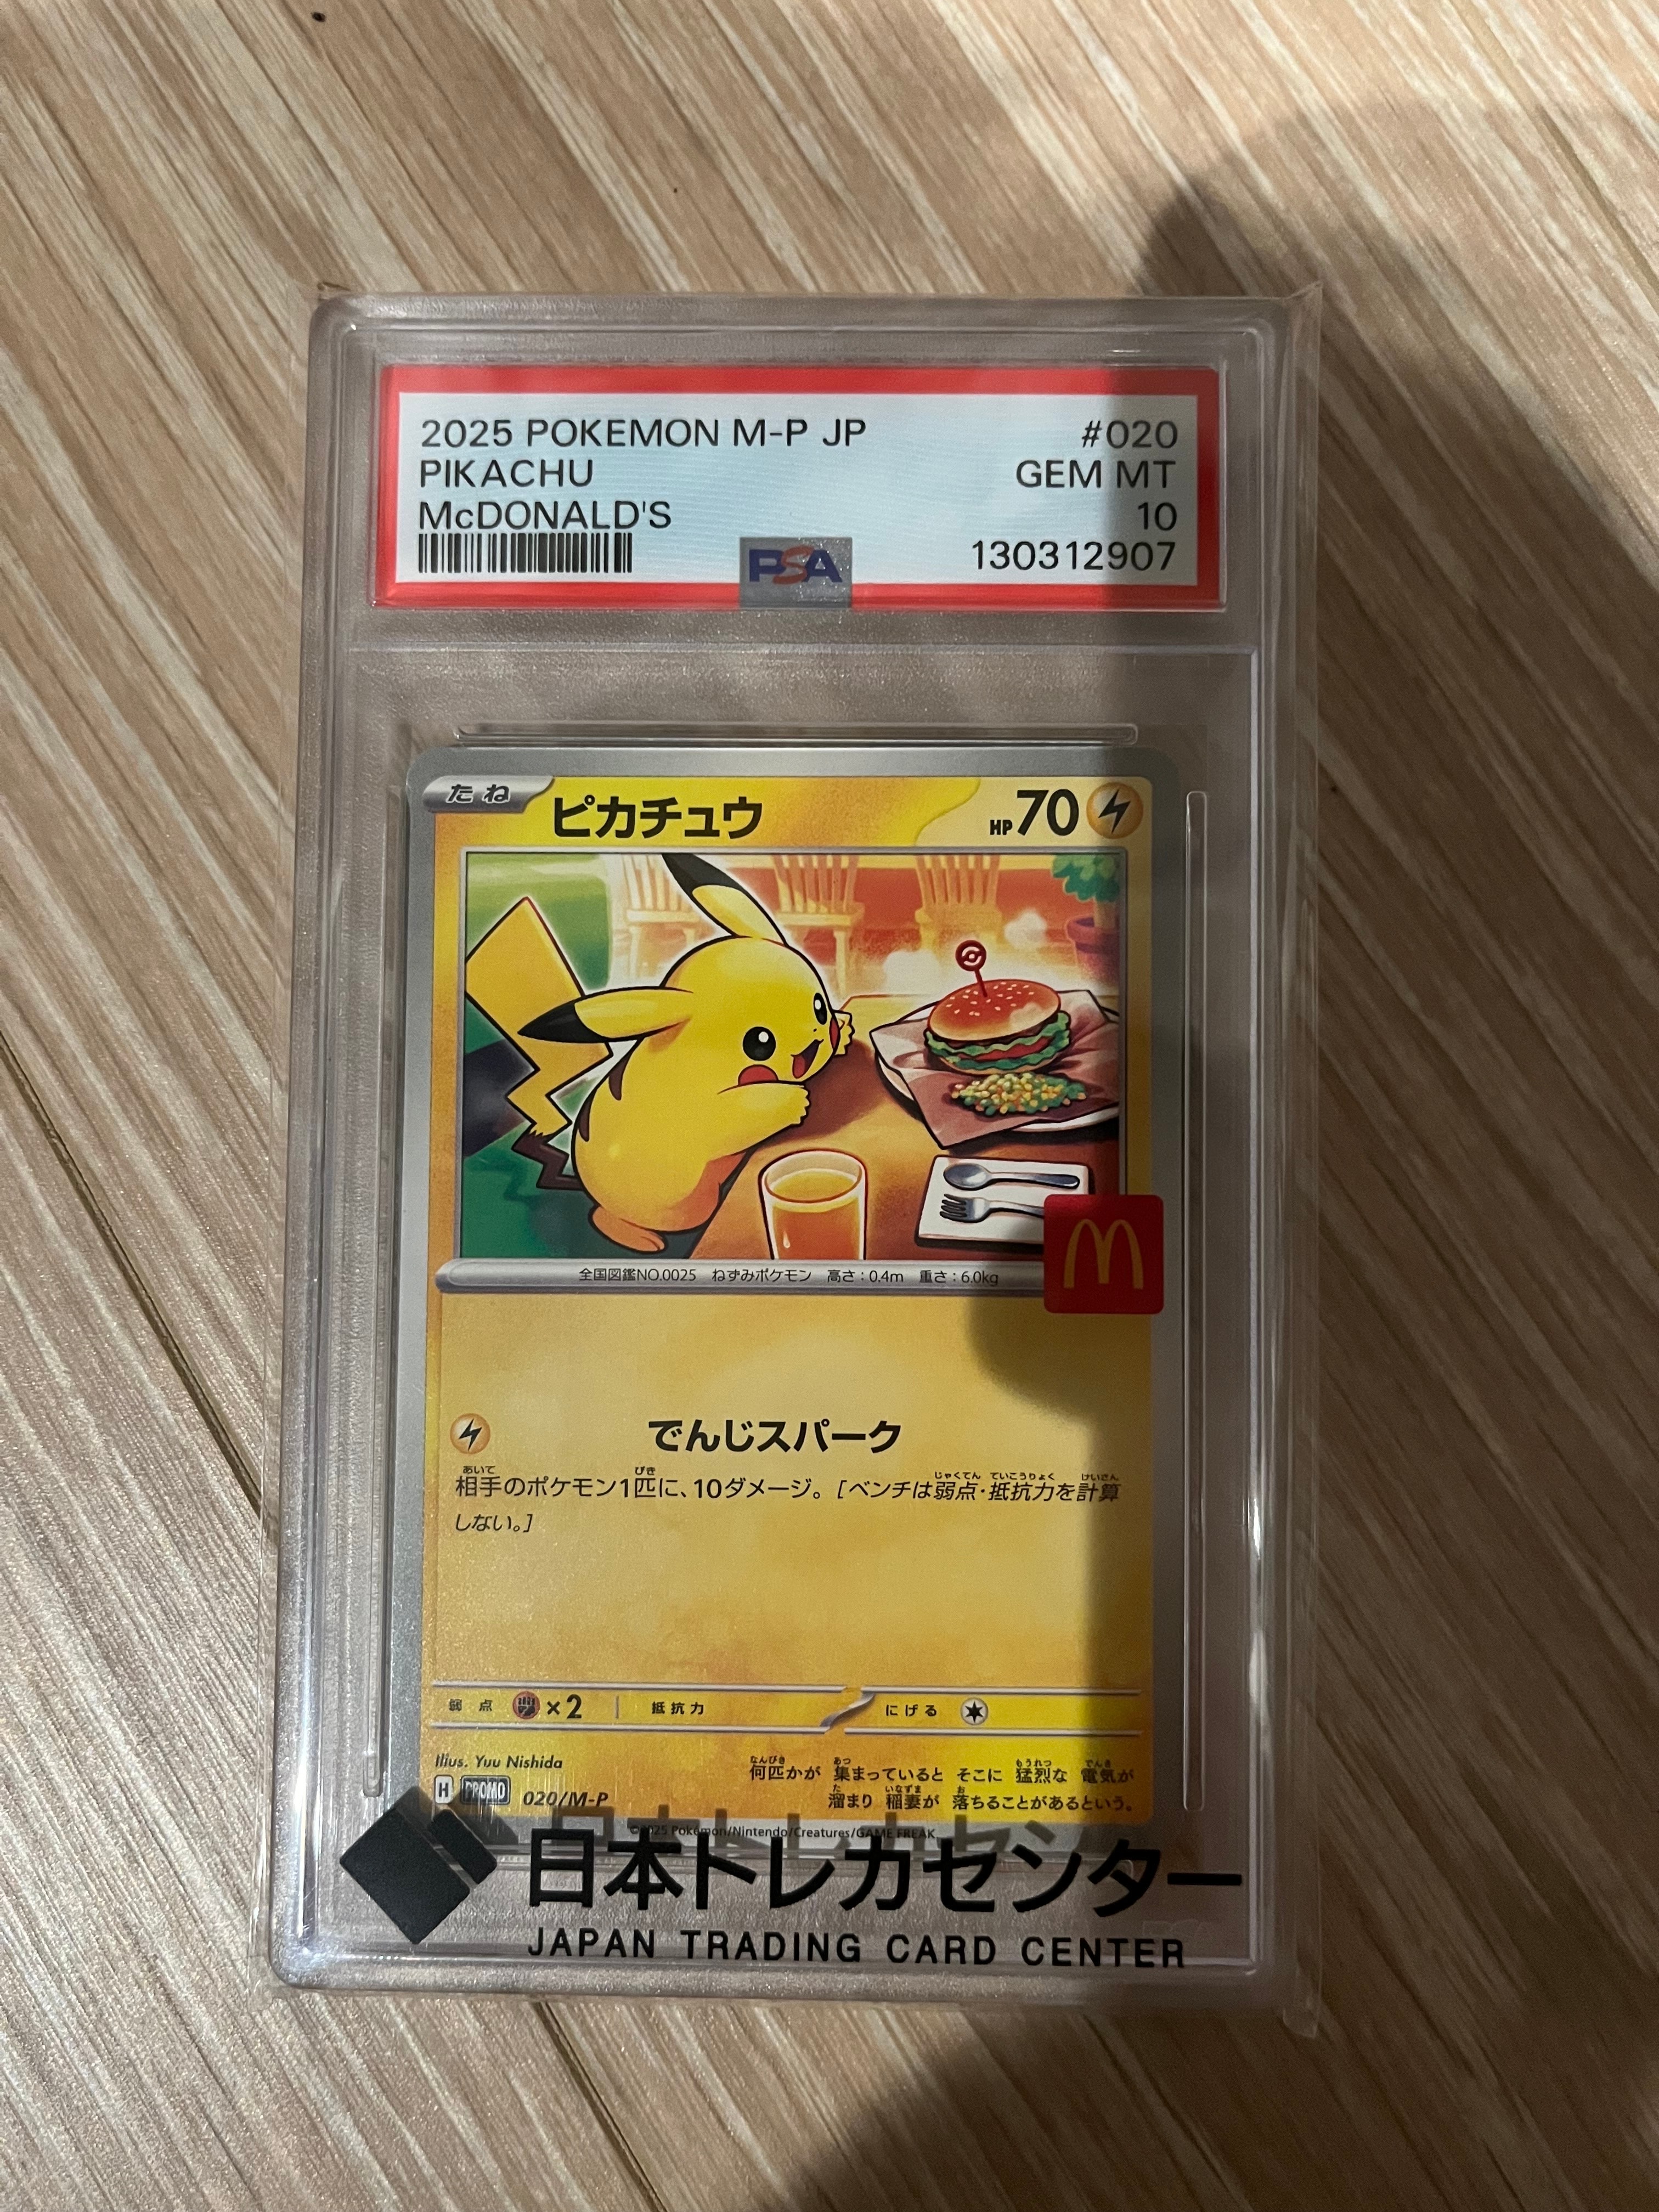 2025 POKEMON M-P JP #020
PIKACHU GEM MT
McDONALD'S 10
PSA 130312907
たね ピカチュウ HP70
全国図鑑NO.0025 ねずみポケモン 高さ：0.4m 重さ：6.0kg
でんじスパーク
相手のポケモン1匹に、10ダメージ。［ベンチは弱点・抵抗力を計算
しない。］
弱点 ×2 抵抗力 にげる
Illus. Yuu Nishida
何匹かが 集まっていると そこに 猛烈な 電気が
溜まり 稲妻が 落ちることがあるという。
H PROMO 020/M-P
©2025 Pokémon/Nintendo/Creatures/GAME FREAK
日本トレカセンター
JAPAN TRADING CARD CENTER